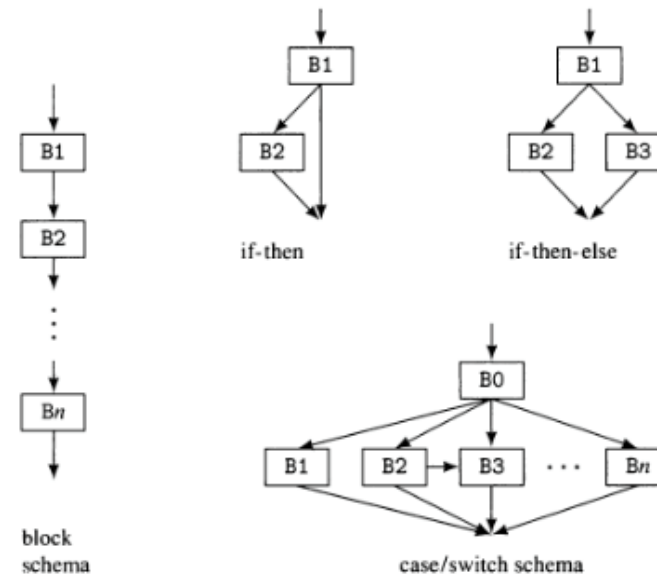 B1
B2
Bn
block
schema
B1
B2
if-then
B1
B2 B3
if-then-else
B0
B1 B2 B3 ... Bn
case/switch schema